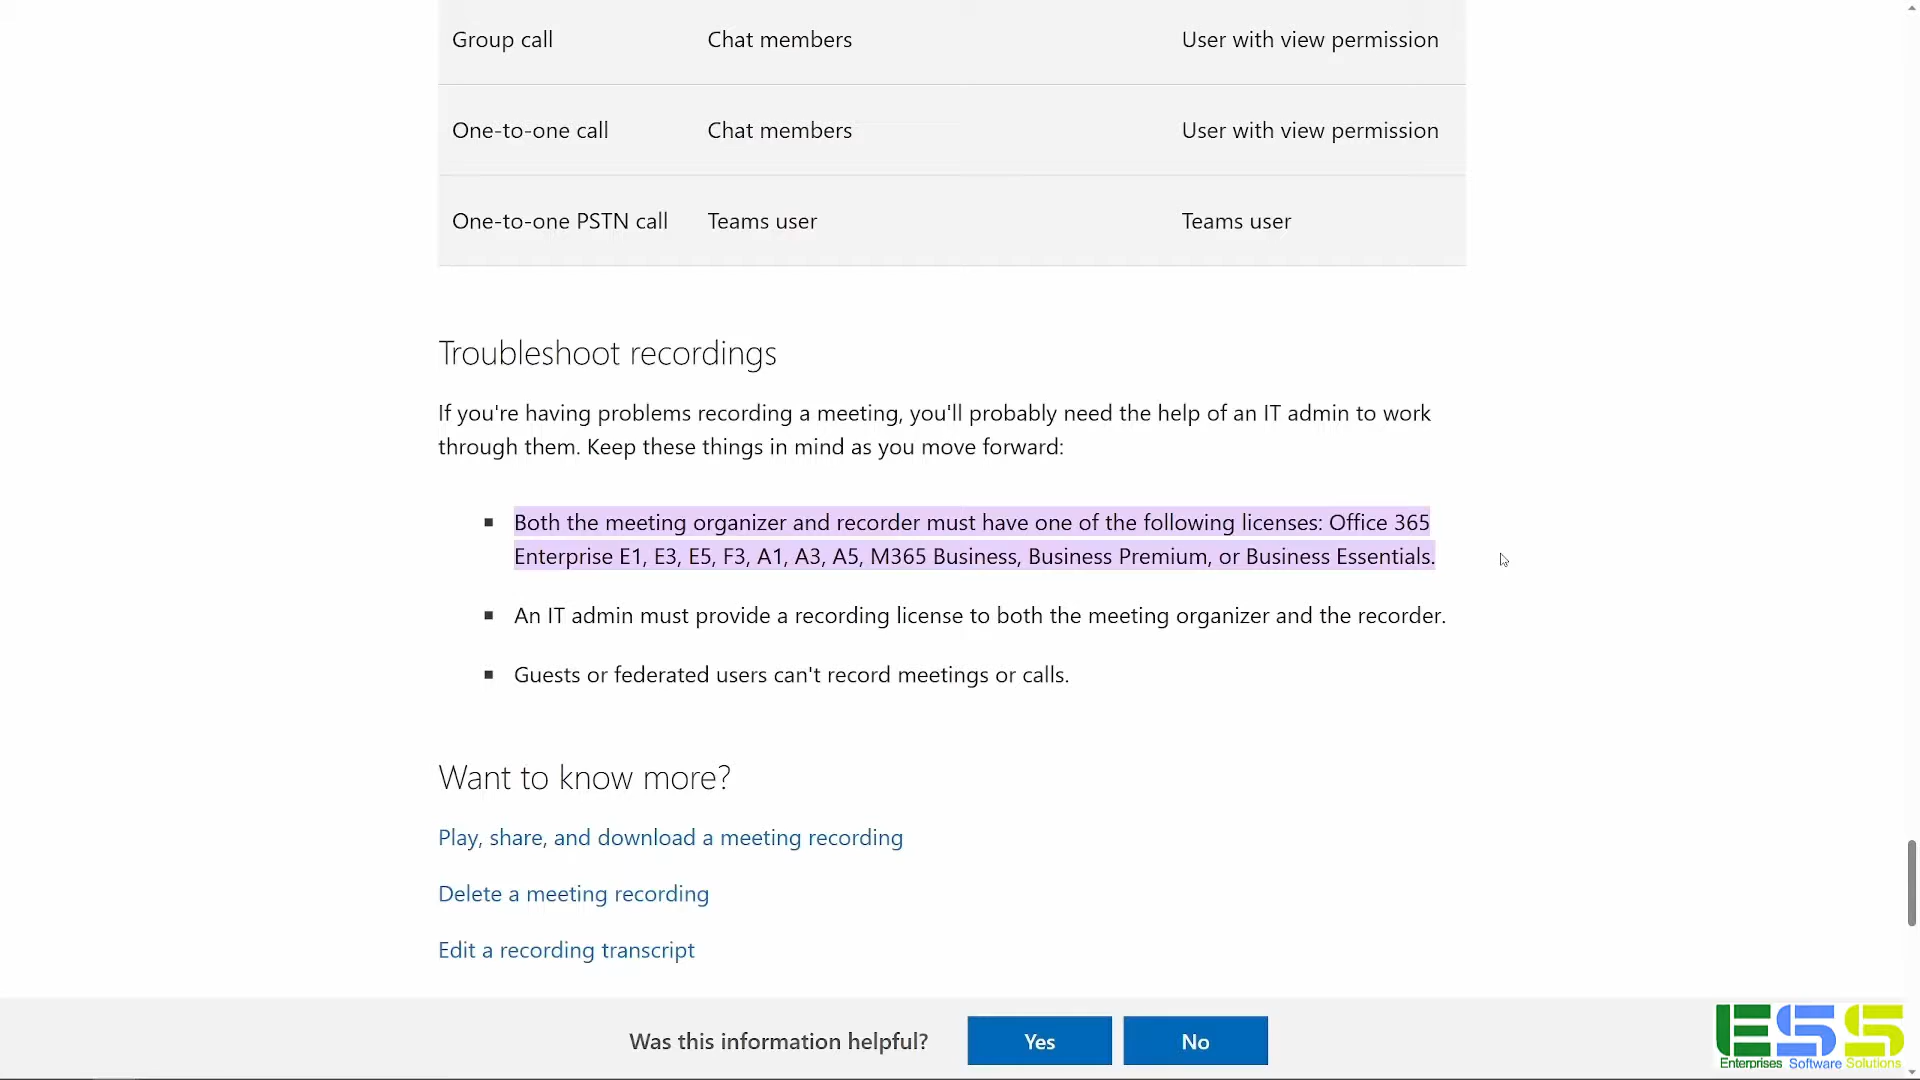 Group call Chat members User with view permission
One-to-one call Chat members User with view permission
One-to-one PSTN call Teams user Teams user
Troubleshoot recordings
If you're having problems recording a meeting, you'll probably need the help of an IT admin to work
through them. Keep these things in mind as you move forward:
Both the meeting organizer and recorder must have one of the following licenses: Office 365
Enterprise E1, E3, E5, F3, A1, A3, A5, M365 Business, Business Premium, or Business Essentials.
An IT admin must provide a recording license to both the meeting organizer and the recorder.
Guests or federated users can't record meetings or calls.
Want to know more?
Play, share, and download a meeting recording
Delete a meeting recording
Edit a recording transcript
Was this information helpful? Yes No
ESS
Enterprises Software Solutions